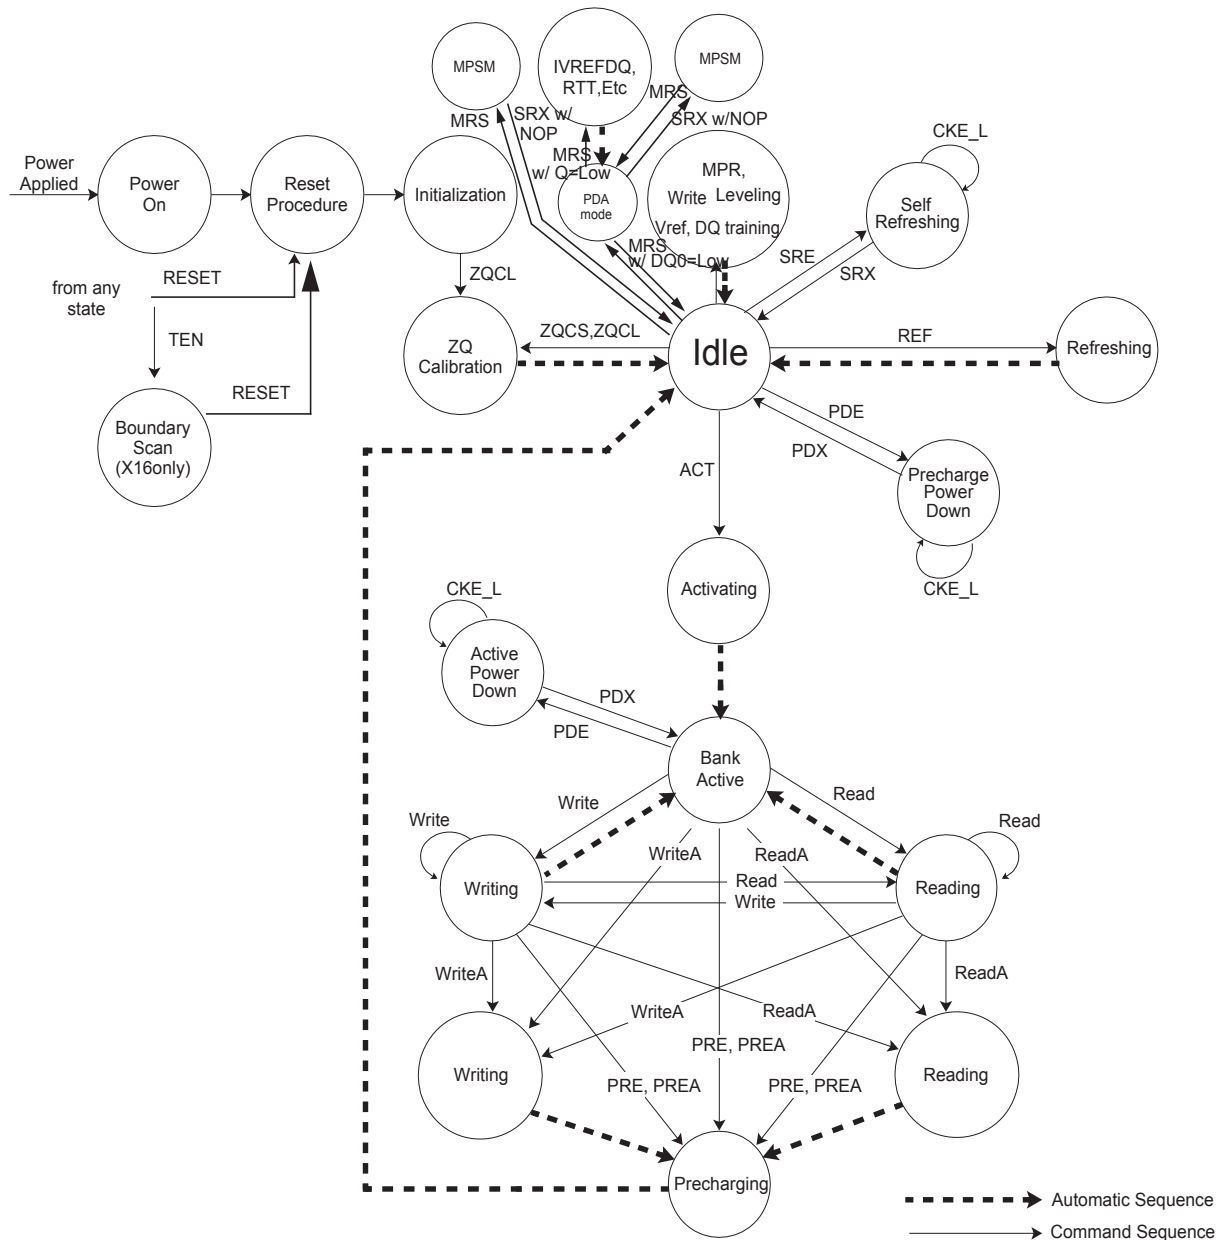 MPSM
IVREFDQ,
RTT,Etc
MPSM
MRS
SRX w/
NOP
MRS
SRX w/NOP
CKE_L
MRS
w/ Q=Low
Power
Applied
Power
On
Reset
Procedure
Initialization
PDA
mode
MPR,
Write Leveling
Vref, DQ training
Self
Refreshing
MRS
w/ DQ0=Low
SRE
SRX
RESET
from any
state
ZQCL
TEN
ZQCS,ZQCL
ZQ
Calibration
Idle
REF
Refreshing
RESET
Boundary
Scan
(X16only)
PDE
PDX
ACT
Precharge
Power
Down
CKE_L
Activating
CKE_L
Active
Power
Down
PDX
PDE
Bank
Active
Write
Read
Write
Read
WriteA
ReadA
Writing
Read
Write
Reading
WriteA
ReadA
WriteA
ReadA
PRE, PREA
Writing
Reading
PRE, PREA
PRE, PREA
Precharging
Automatic Sequence
Command Sequence